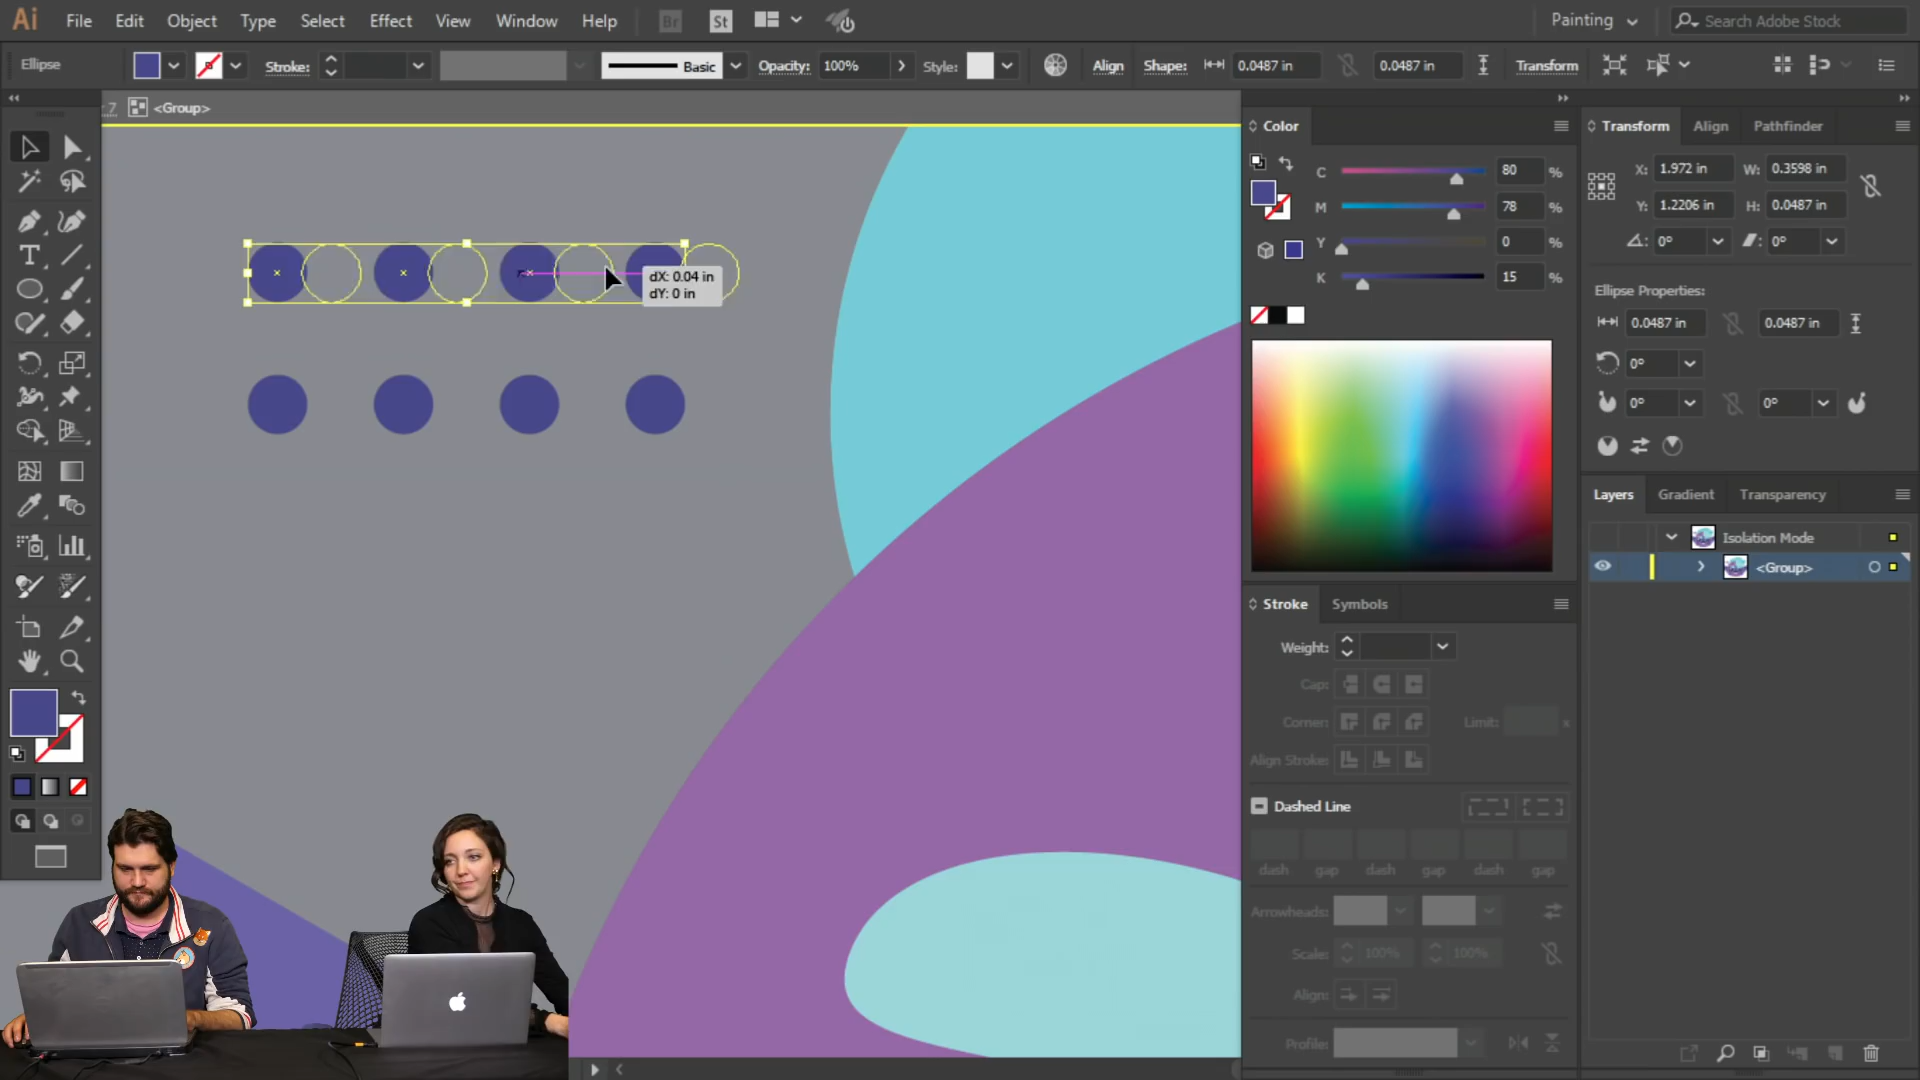 Ai File Edit Object Type Select Effect View Window Help Br St Painting Search Adobe Stock
Ellipse Stroke: Basic Opacity: 100% Style: Align Shape: 0.0487 in 0.0487 in Transform
7 <Group>
Color
C 80 %
M 78 %
Y 0 %
K 15 %
Transform Align Pathfinder
X: 1.972 in W: 0.3598 in
Y: 1.2206 in H: 0.0487 in
0° 0°
Ellipse Properties:
0.0487 in 0.0487 in
0°
0° 0°
dX: 0.04 in
dY: 0 in
Layers Gradient Transparency
Isolation Mode
<Group>
Stroke Symbols
Weight:
Cap:
Corner: Limit: x
Align Stroke:
Dashed Line
dash gap dash gap dash gap
Arrowheads:
Scale: 100% 100%
Align:
Profile: